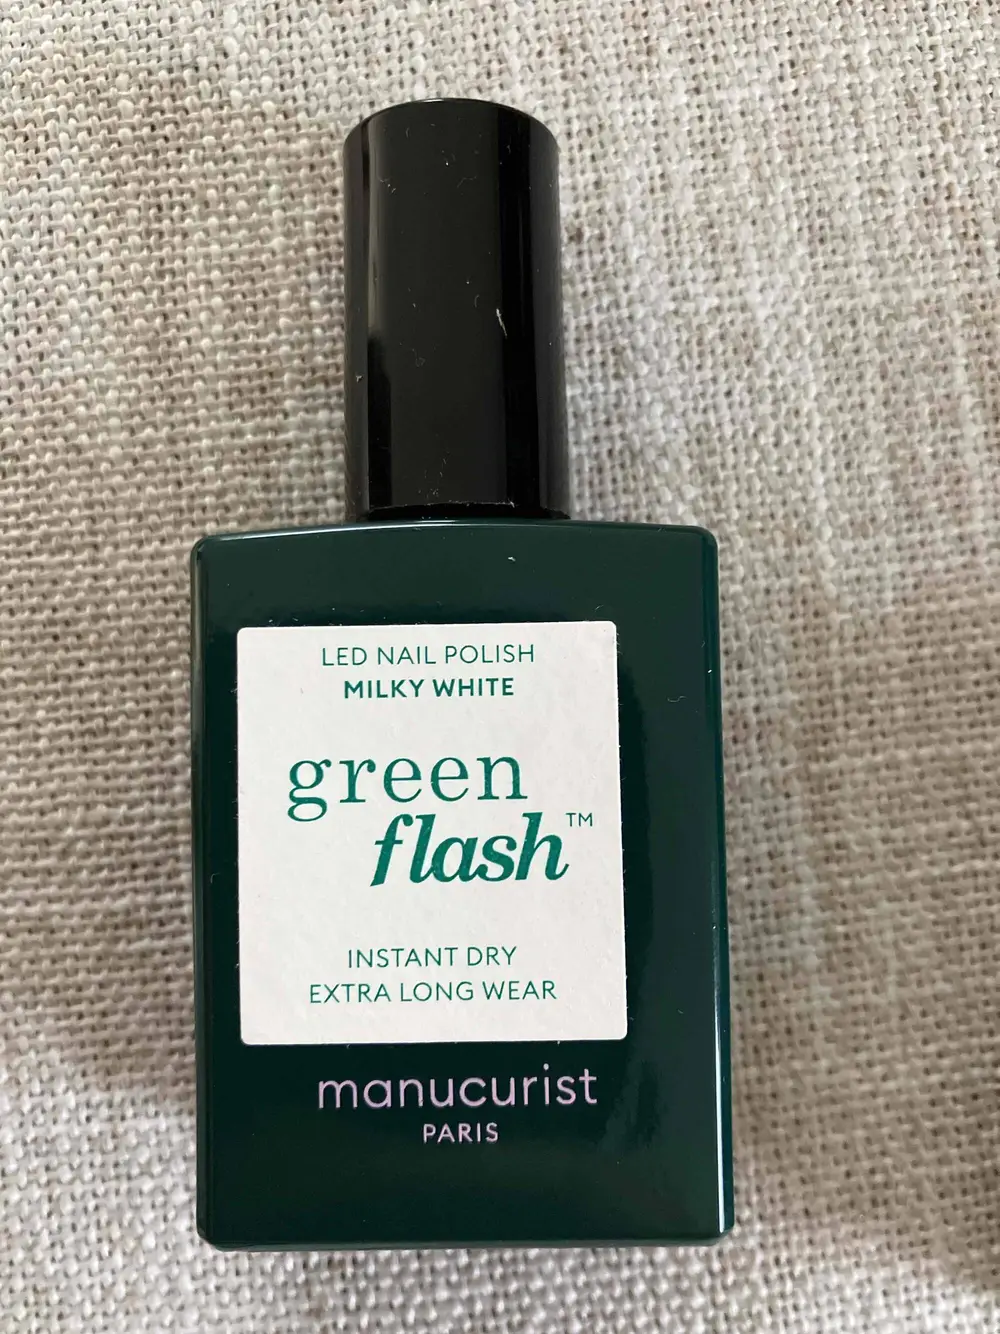 LED NAIL POLISH
MILKY WHITE
green
flash™
INSTANT DRY
EXTRA LONG WEAR
manucurist
PARIS